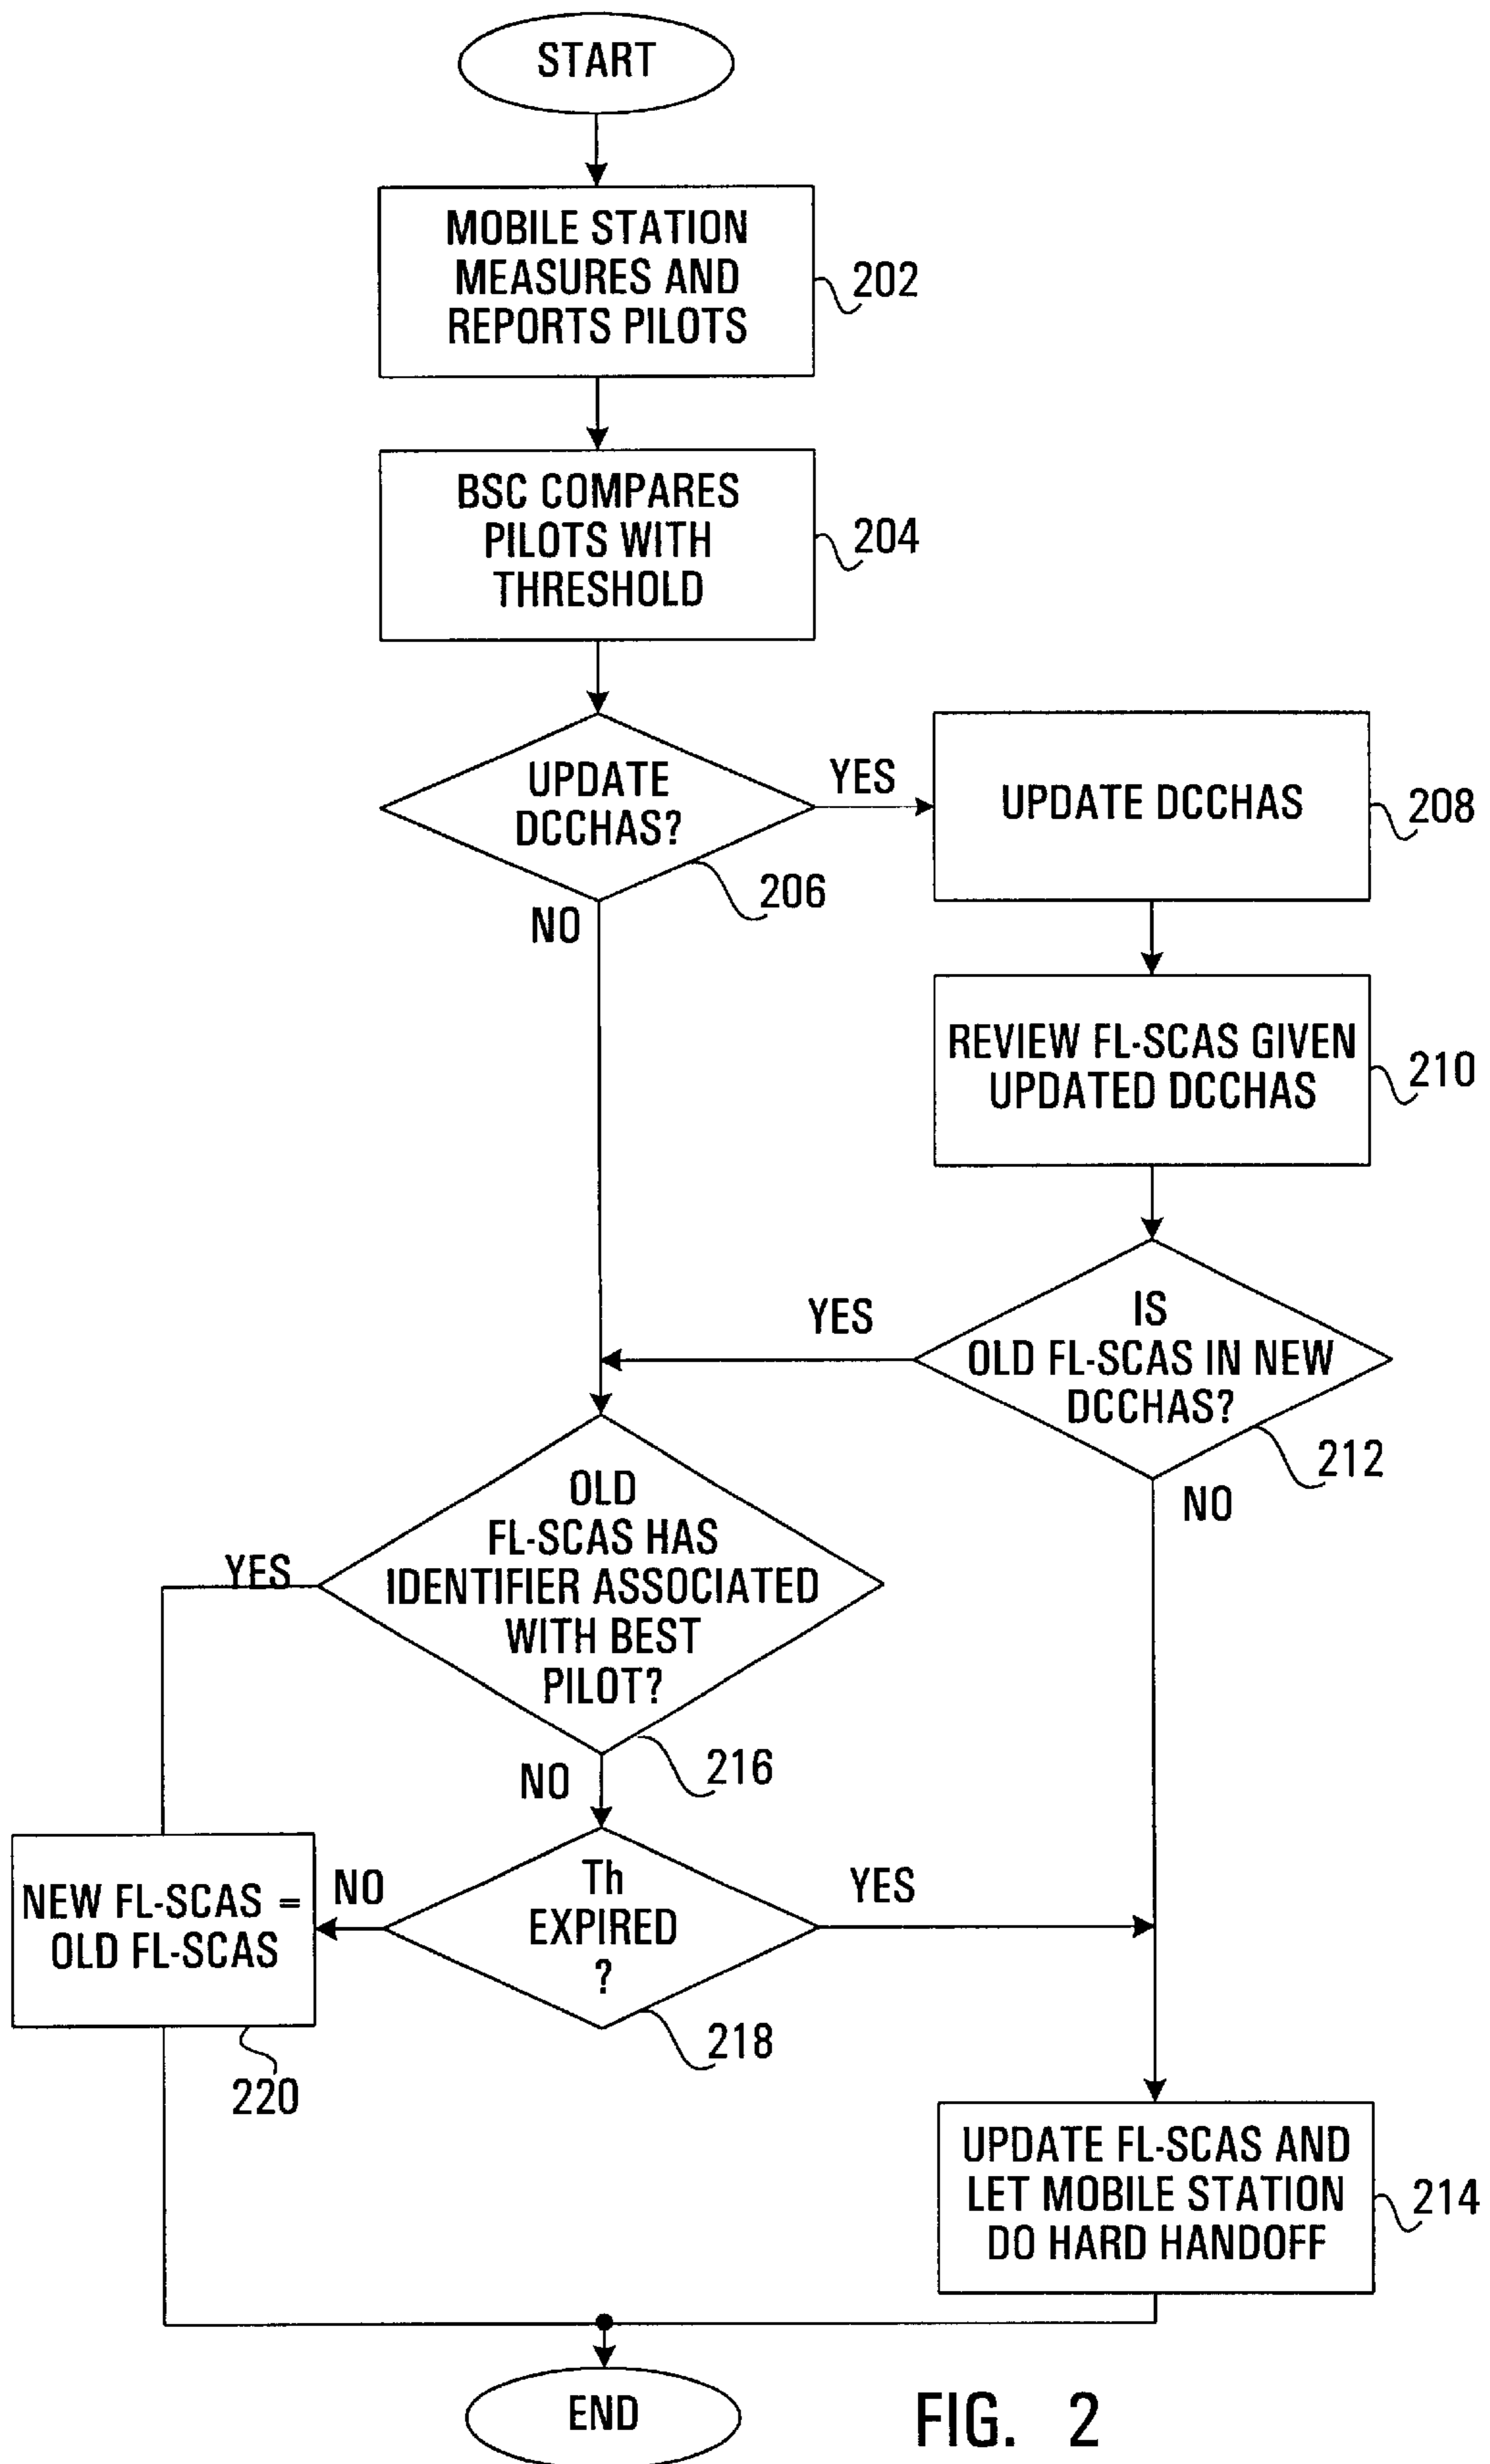 START
MOBILE STATION
MEASURES AND
REPORTS PILOTS
202
BSC COMPARES
PILOTS WITH
THRESHOLD
204
UPDATE
DCCHAS?
206
YES
NO
UPDATE DCCHAS
208
REVIEW FL-SCAS GIVEN
UPDATED DCCHAS
210
IS
OLD FL-SCAS IN NEW
DCCHAS?
212
YES
NO
OLD
FL-SCAS HAS
IDENTIFIER ASSOCIATED
WITH BEST
PILOT?
216
YES
NO
Th
EXPIRED
?
218
NO
YES
NEW FL-SCAS =
OLD FL-SCAS
220
UPDATE FL-SCAS AND
LET MOBILE STATION
DO HARD HANDOFF
214
END
FIG. 2